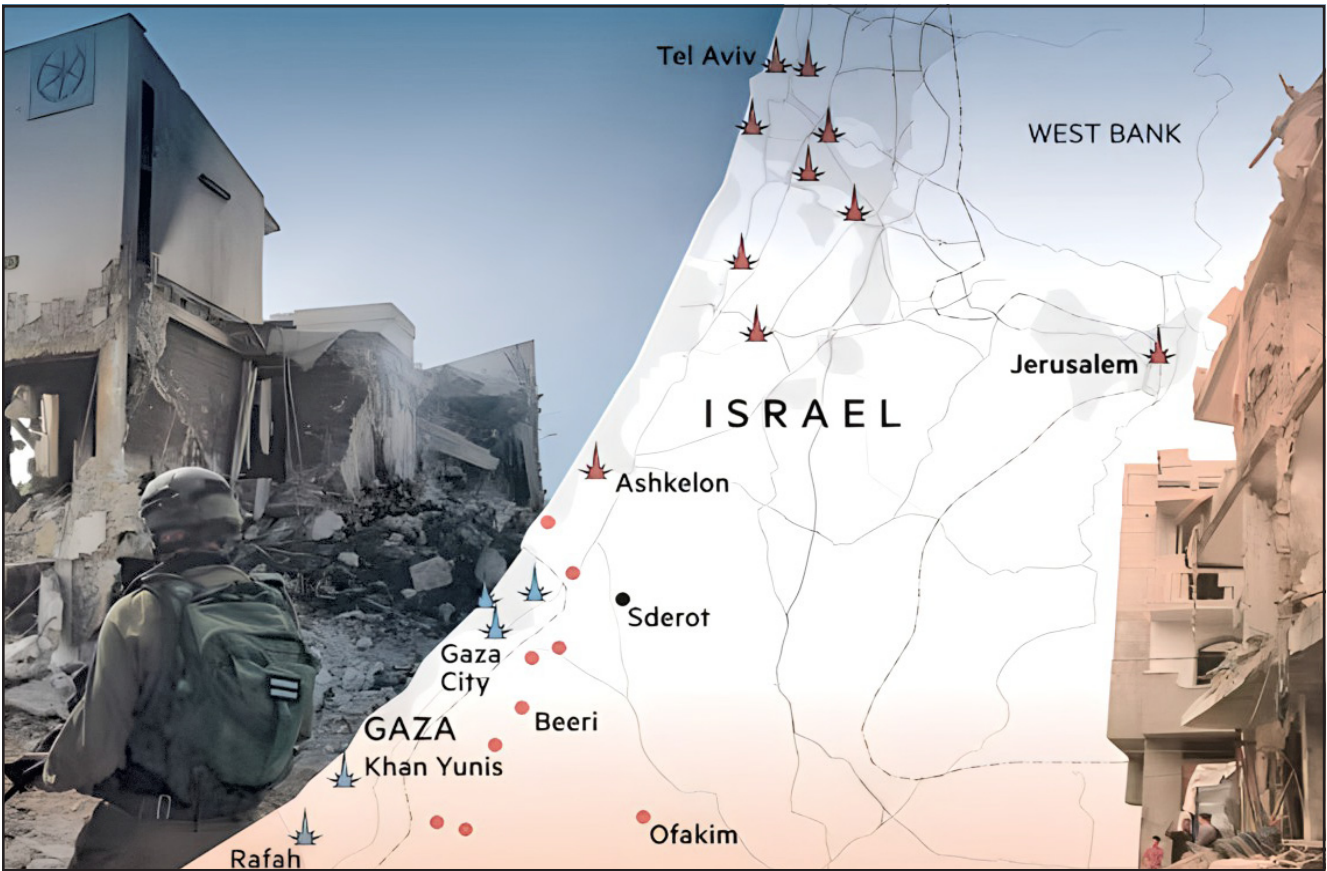 Tel Aviv
WEST BANK
Jerusalem
ISRAEL
Ashkelon
Sderot
Gaza
City
Beeri
GAZA
Khan Yunis
Ofakim
Rafah